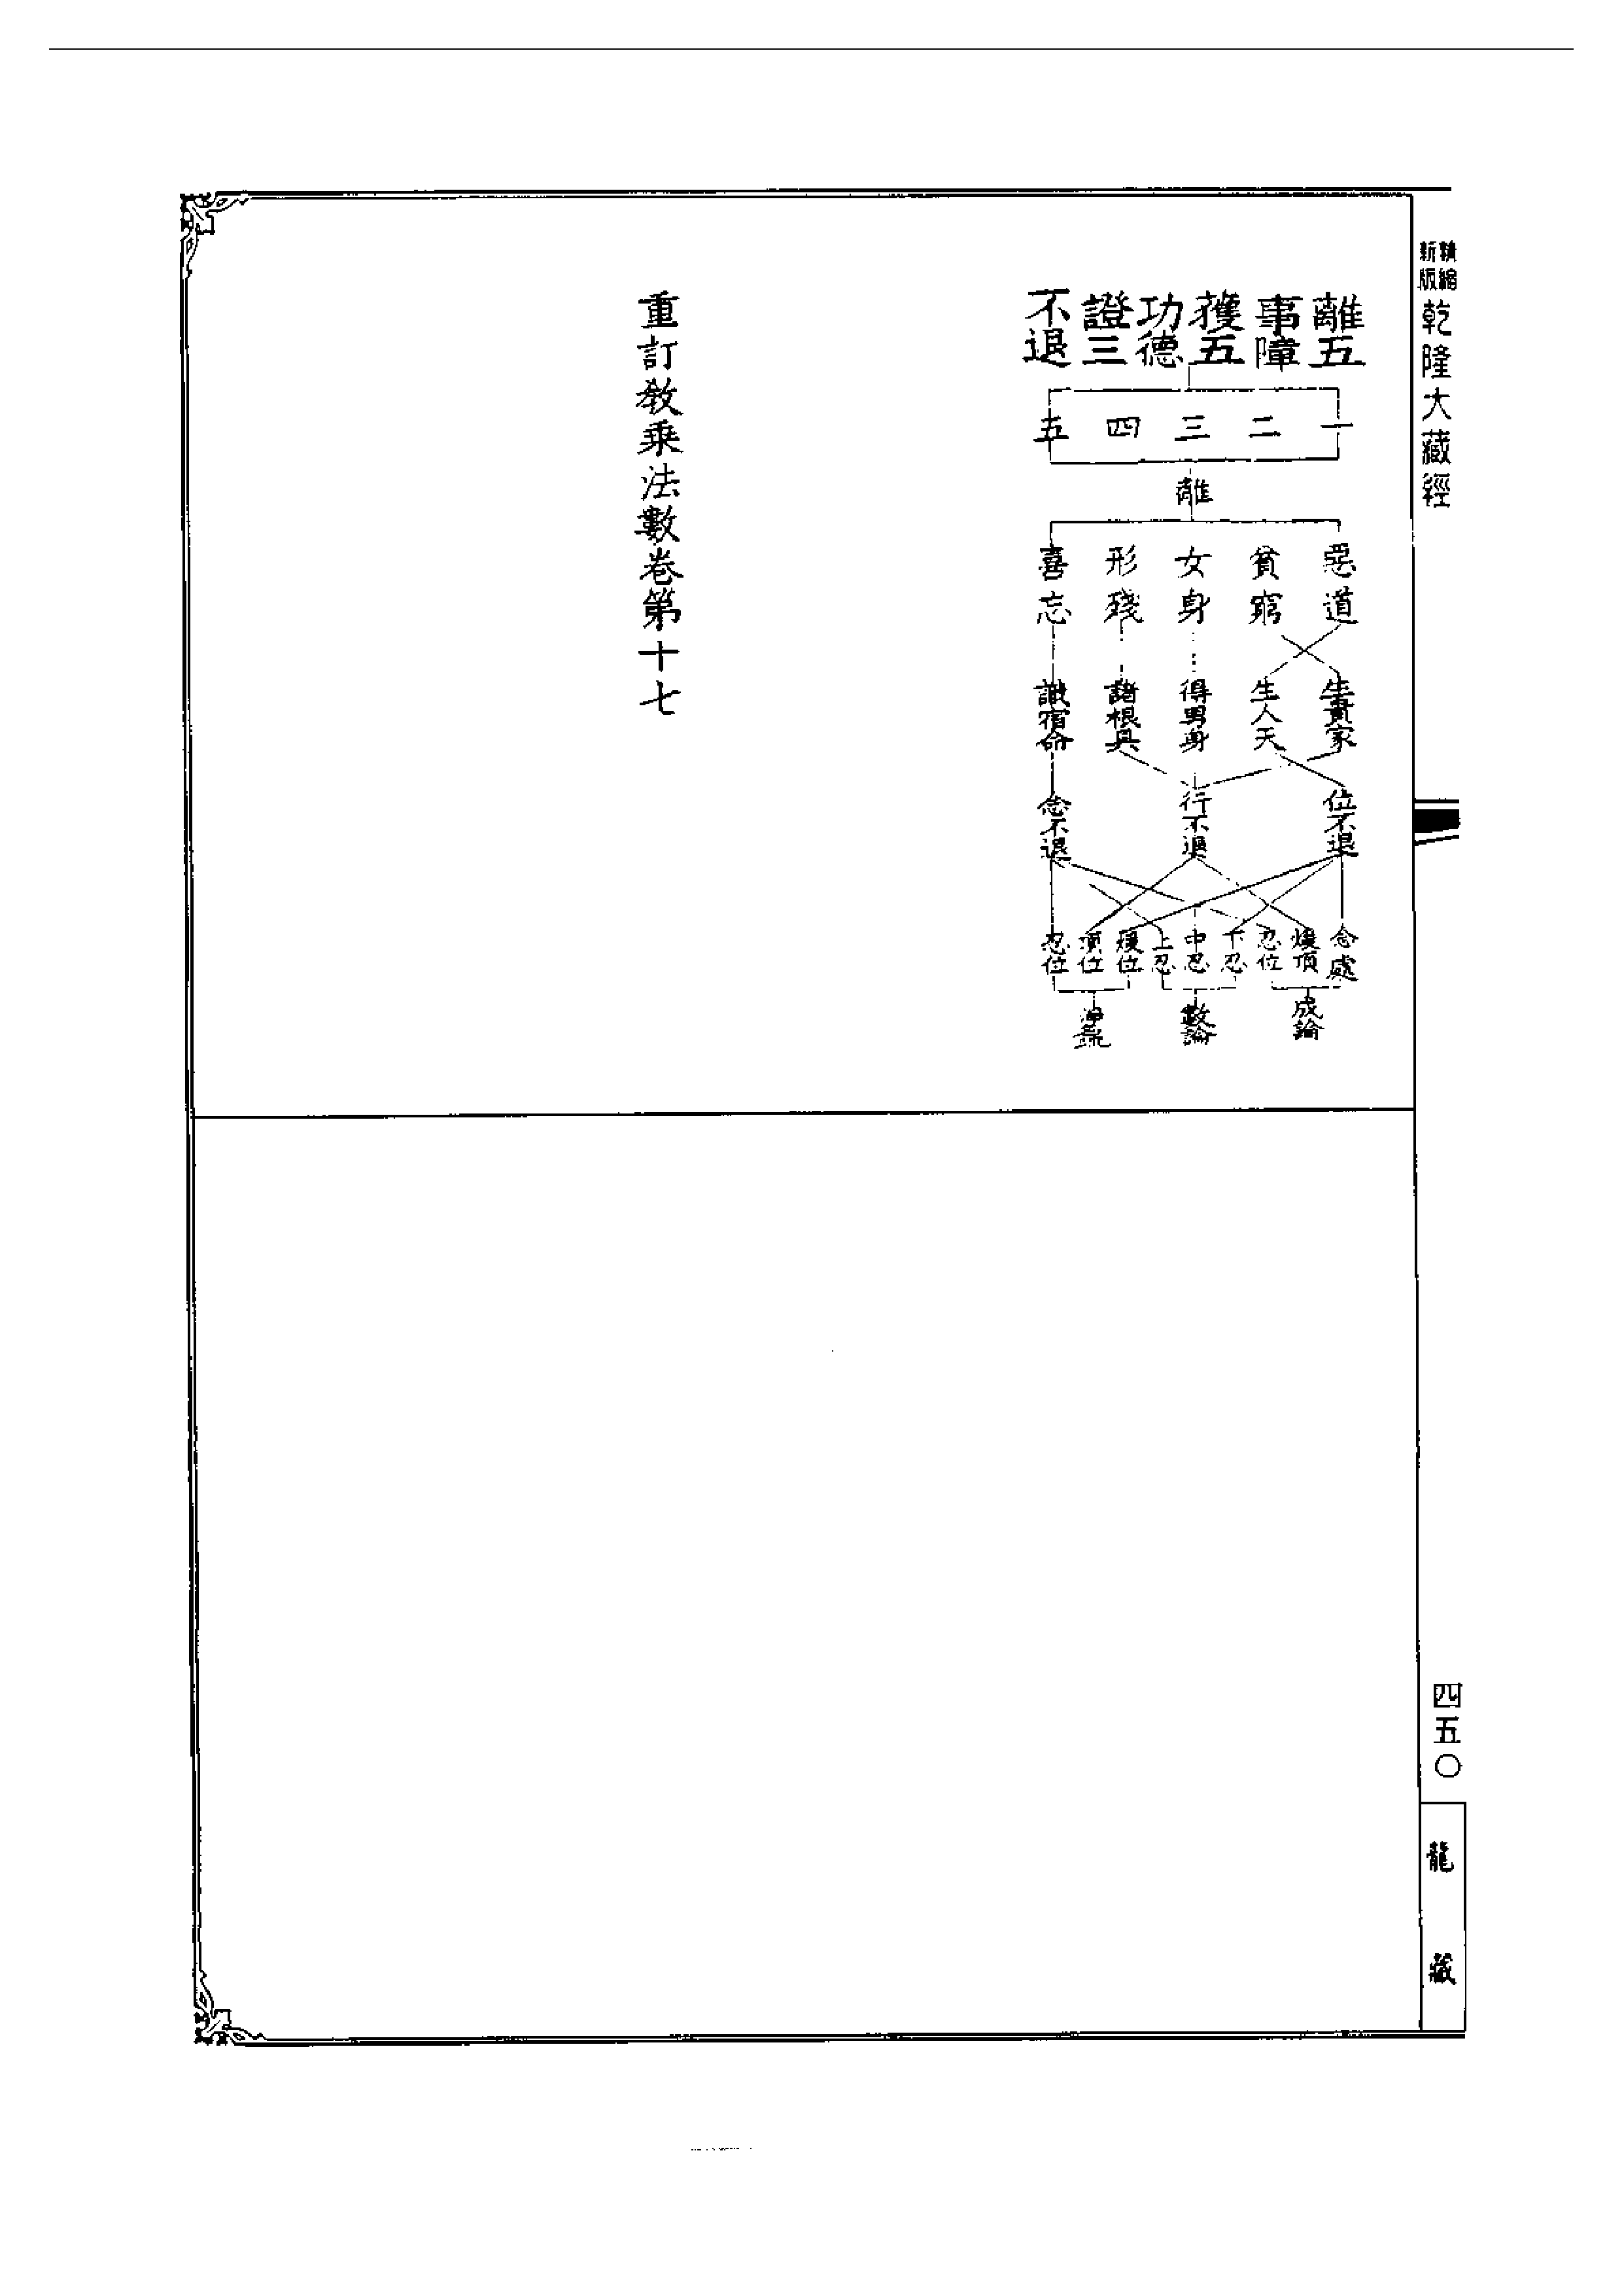 精縮
新版
乾隆大藏經
離五
事障
獲五
功德
證三
不退
一 二 三 四 五
離
惡道
貧窮
女身
形殘
喜忘
生貴家
生人天
得男身
諸根具
識宿命
位不退
行不退
念不退
念處
煖頂
忍位
下忍
中忍
上忍
煖位
頂位
忍位
成論
數論
重訂教乘法數卷第十七
四五〇
龍藏